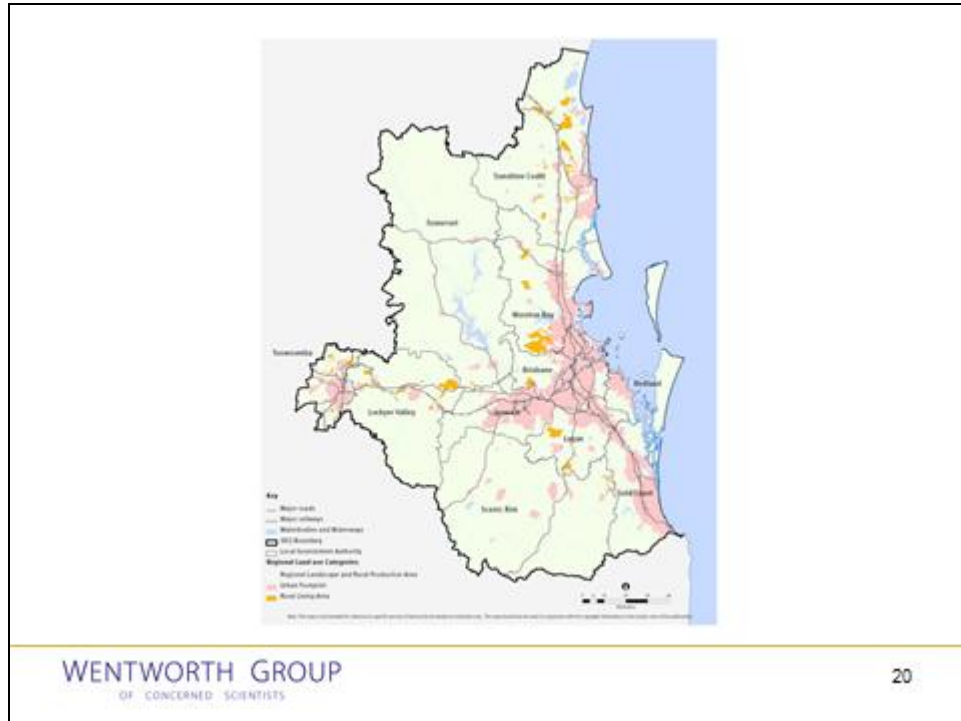 Sunshine Coast
Somerset
Moreton Bay
Toowoomba
Brisbane
Redland
Lockyer Valley
Ipswich
Logan
Gold Coast
Scenic Rim
Key
Major roads
Major railways
Waterbodies and Waterways
SEQ Boundary
Local Government Authority
Regional Land use Categories
Regional Landscape and Rural Production Area
Urban Footprint
Rural Living Area
WENTWORTH GROUP
OF CONCERNED SCIENTISTS
20